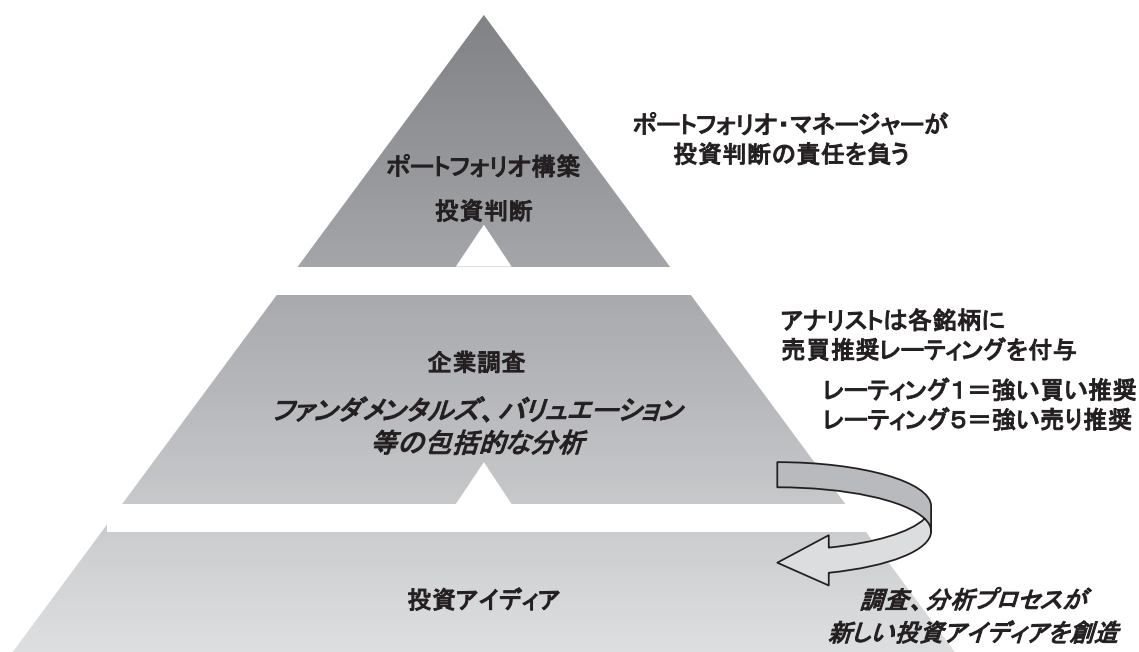 ポートフォリオ・マネージャーが
投資判断の責任を負う
ポートフォリオ構築
投資判断
アナリストは各銘柄に
売買推奨レーティングを付与
レーティング1=強い買い推奨
レーティング5=強い売り推奨
企業調査
ファンダメンタルズ、バリュエーション
等の包括的な分析
投資アイディア
調査、分析プロセスが
新しい投資アイディアを創造